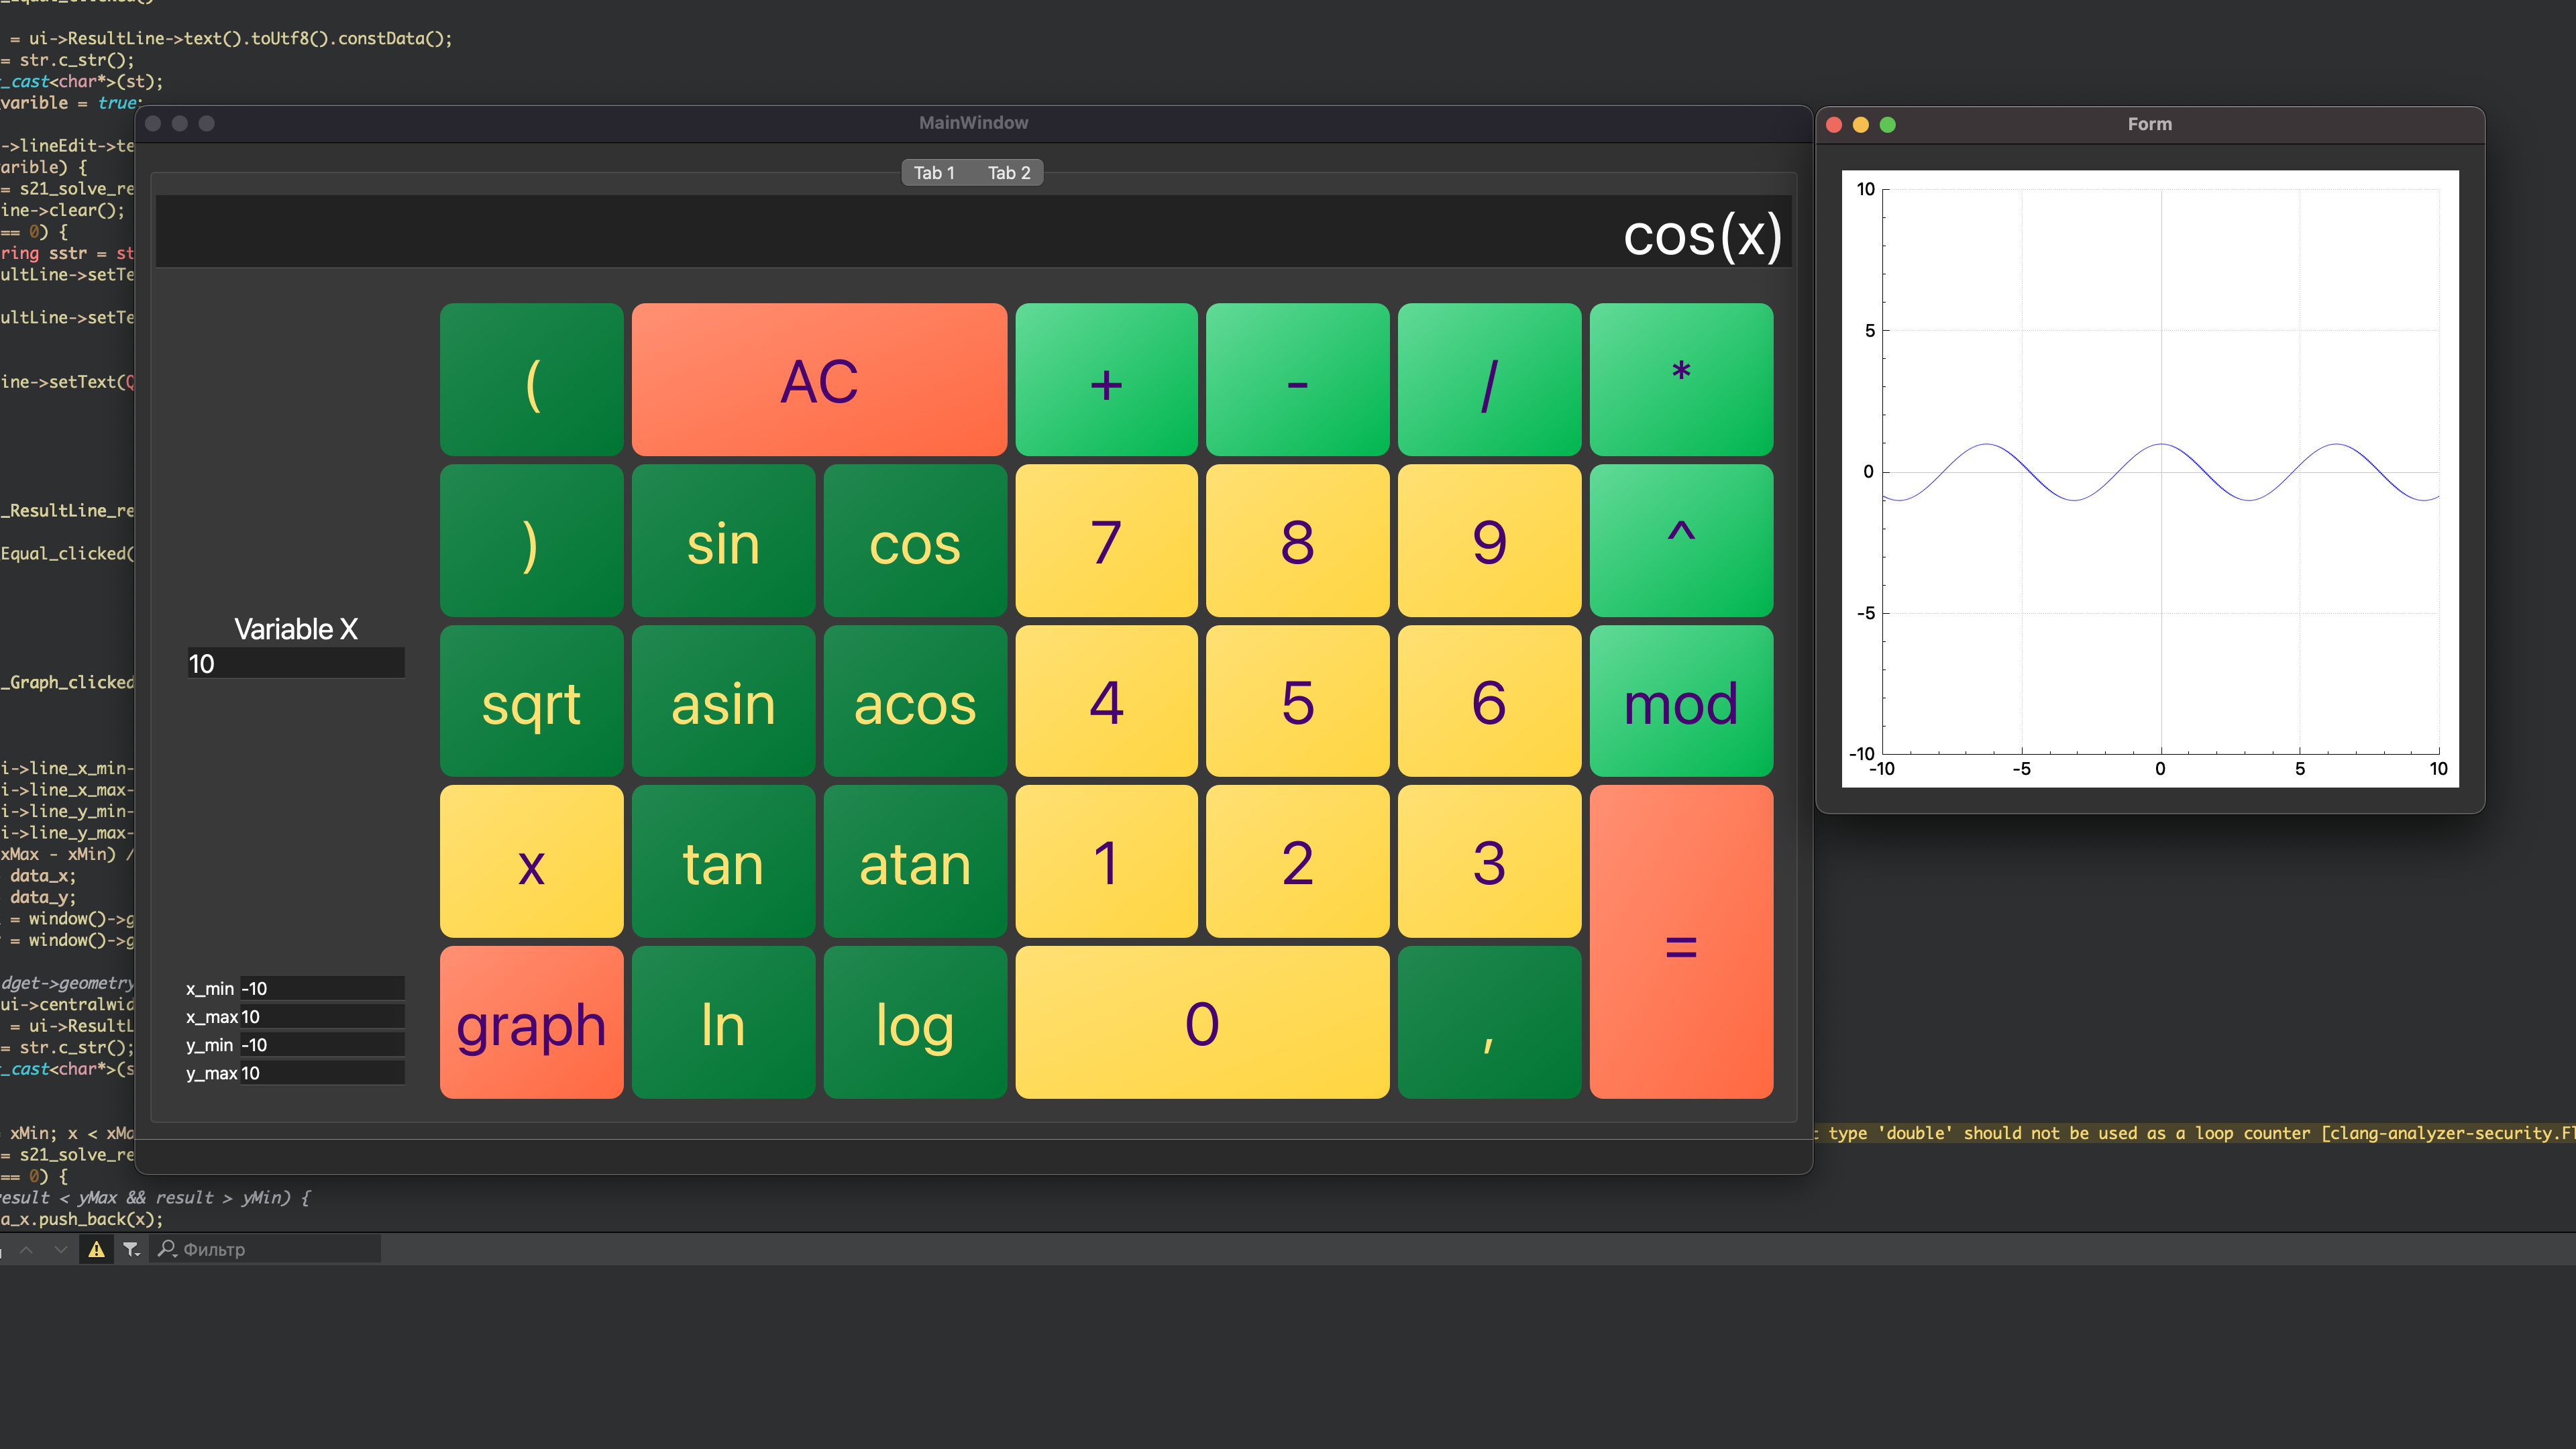 = ui->ResultLine->text().toUtf8().constData();
= str.c_str();
_cast<char*>(st);
varible = true;
->lineEdit->te
arible) {
= s21_solve_re
ine->clear();
== 0) {
ring sstr = st
ultLine->setTe
ultLine->setTe
ine->setText(Q
_ResultLine_re
Equal_clicked(
_Graph_clicked
i->line_x_min-
i->line_x_max-
i->line_y_min-
i->line_y_max-
xMax - xMin) /
data_x;
data_y;
= window()->g
= window()->g
dget->geometry
ui->centralwid
= ui->ResultL
= str.c_str();
_cast<char*>(s
xMin; x < xMa
= s21_solve_re
== 0) {
result < yMax && result > yMin) {
a_x.push_back(x);
MainWindow
Tab 1 Tab 2
cos(x)
( AC + - / *
) sin cos 7 8 9 ^
Variable X
10
sqrt asin acos 4 5 6 mod
x tan atan 1 2 3 =
graph ln log 0 ,
x_min -10
x_max 10
y_min -10
y_max 10
Form
10
5
0
-5
-10
-10 -5 0 5 10
type 'double' should not be used as a loop counter [clang-analyzer-security.Fl
Фильтр